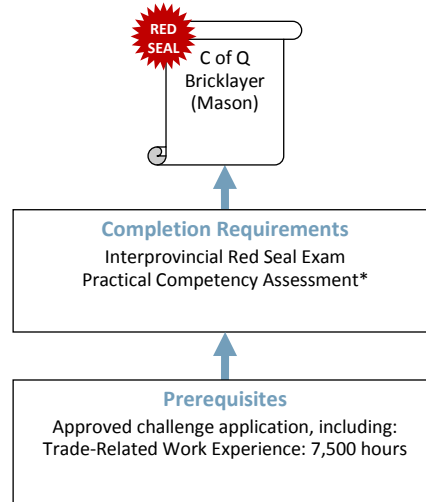 RED
SEAL
C of Q
Bricklayer
(Mason)
Completion Requirements
Interprovincial Red Seal Exam
Practical Competency Assessment*
Prerequisites
Approved challenge application, including:
Trade-Related Work Experience: 7,500 hours